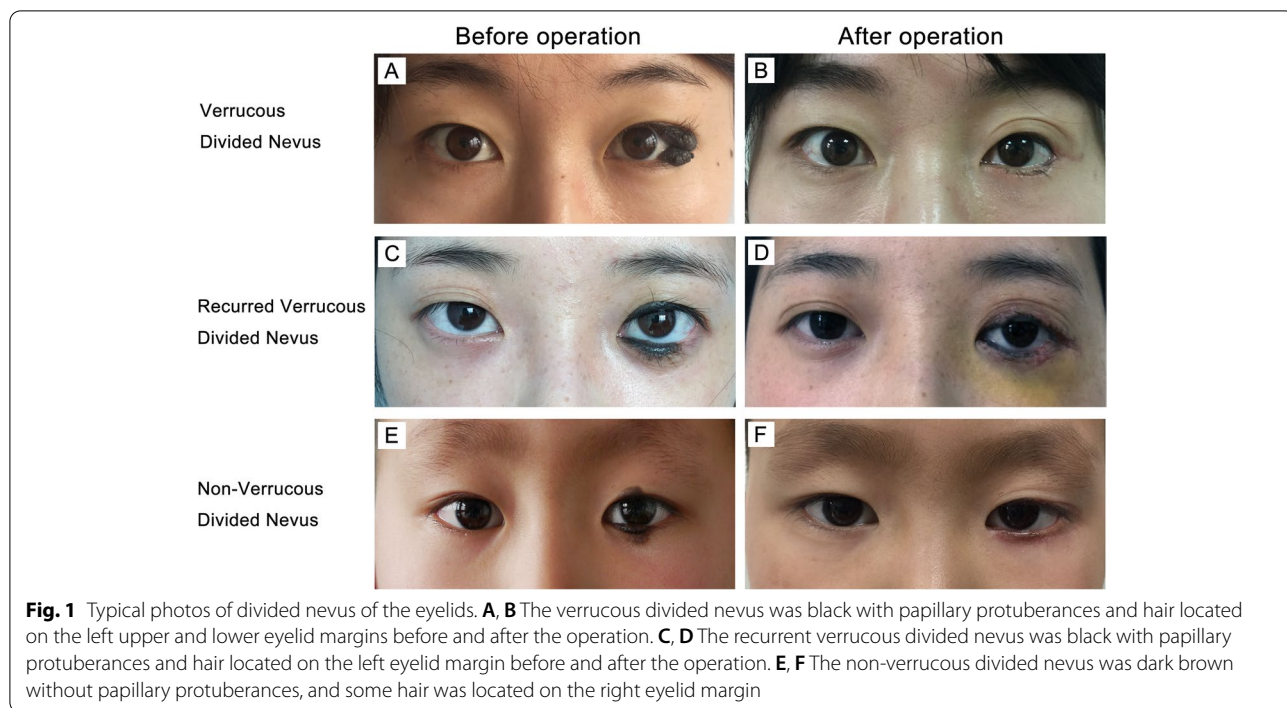 Before operation
After operation
A
B
Verrucous
Divided Nevus
C
D
Recurred Verrucous
Divided Nevus
E
F
Non-Verrucous
Divided Nevus
Fig. 1 Typical photos of divided nevus of the eyelids. A, B The verrucous divided nevus was black with papillary protuberances and hair located
on the left upper and lower eyelid margins before and after the operation. C, D The recurrent verrucous divided nevus was black with papillary
protuberances and hair located on the left eyelid margin before and after the operation. E, F The non-verrucous divided nevus was dark brown
without papillary protuberances, and some hair was located on the right eyelid margin